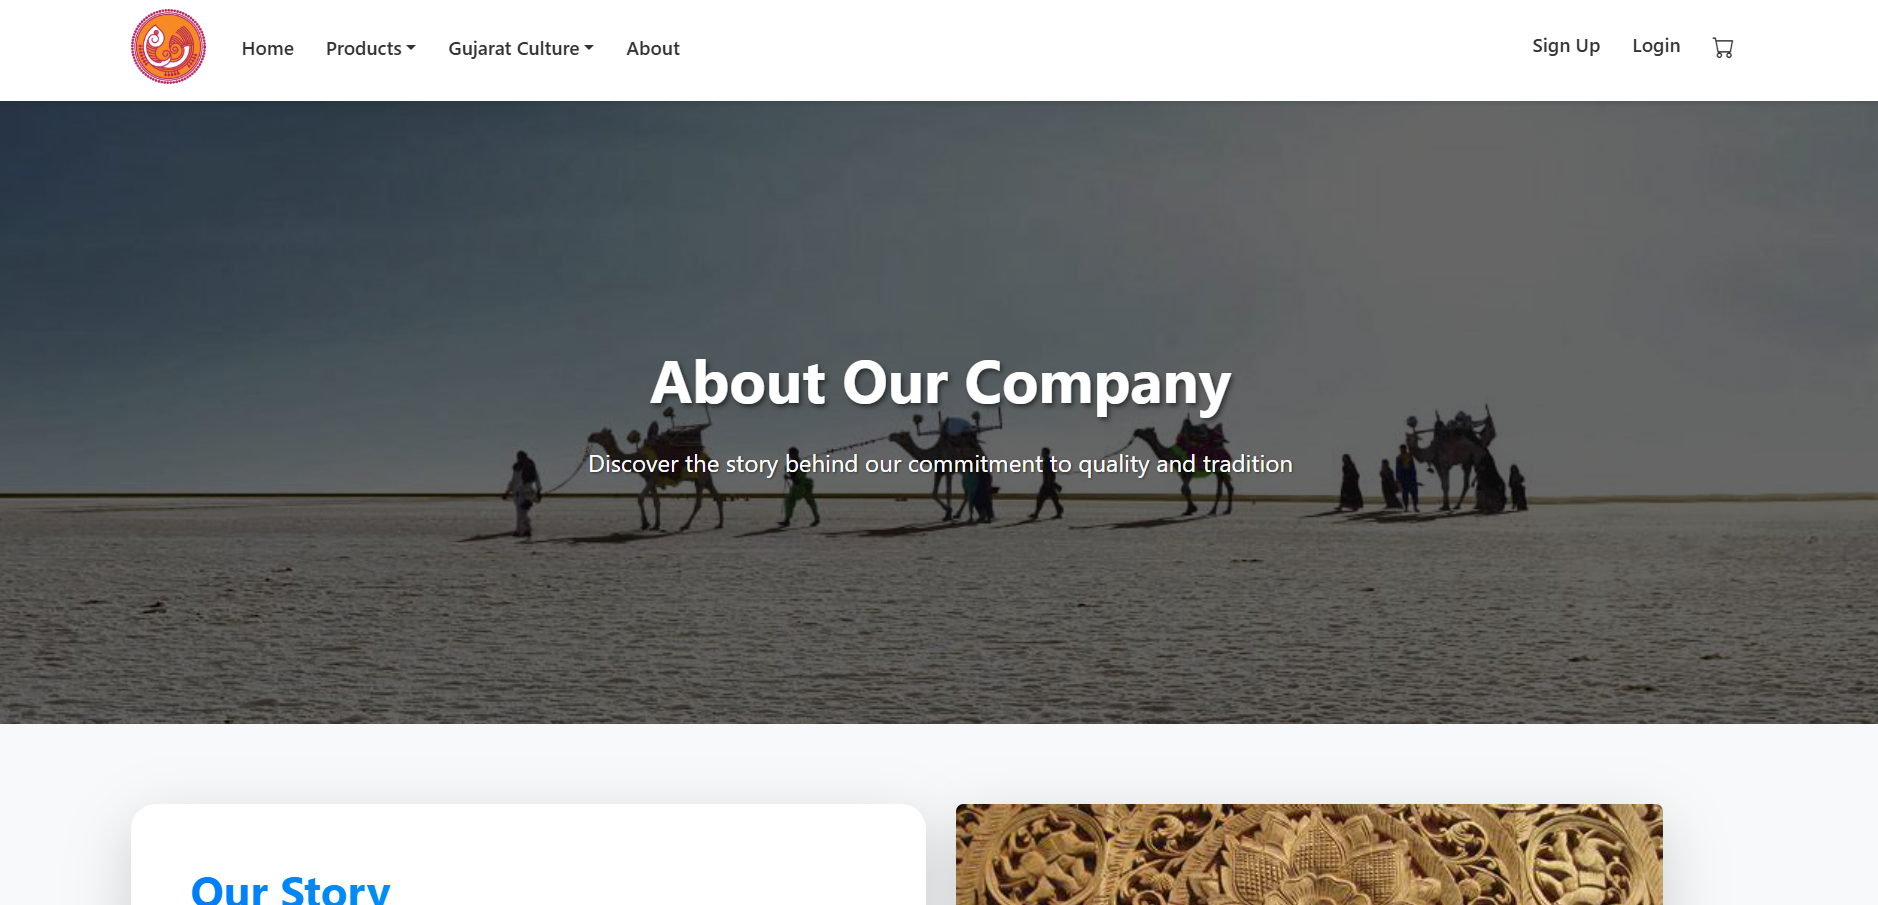 Home Products Gujarat Culture About Sign Up Login
About Our Company
Discover the story behind our commitment to quality and tradition
Our Story